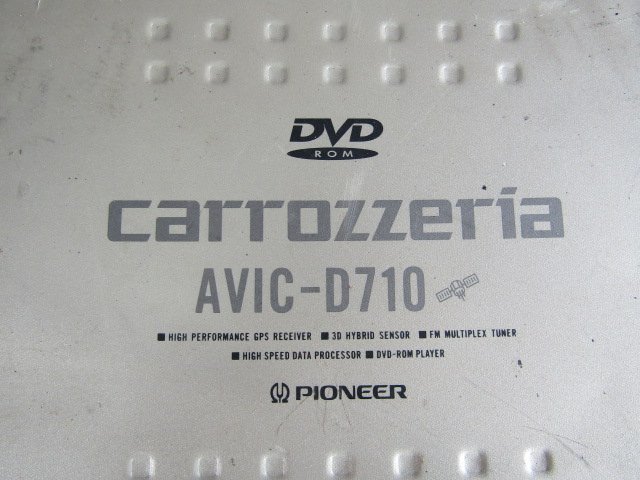 DVD
ROM
carrozzeria
AVIC-D710
■ HIGH PERFORMANCE GPS RECEIVER ■ 3D HYBRID SENSOR ■ FM MULTIPLEX TUNER
■ HIGH SPEED DATA PROCESSOR ■ DVD-ROM PLAYER
PIONEER